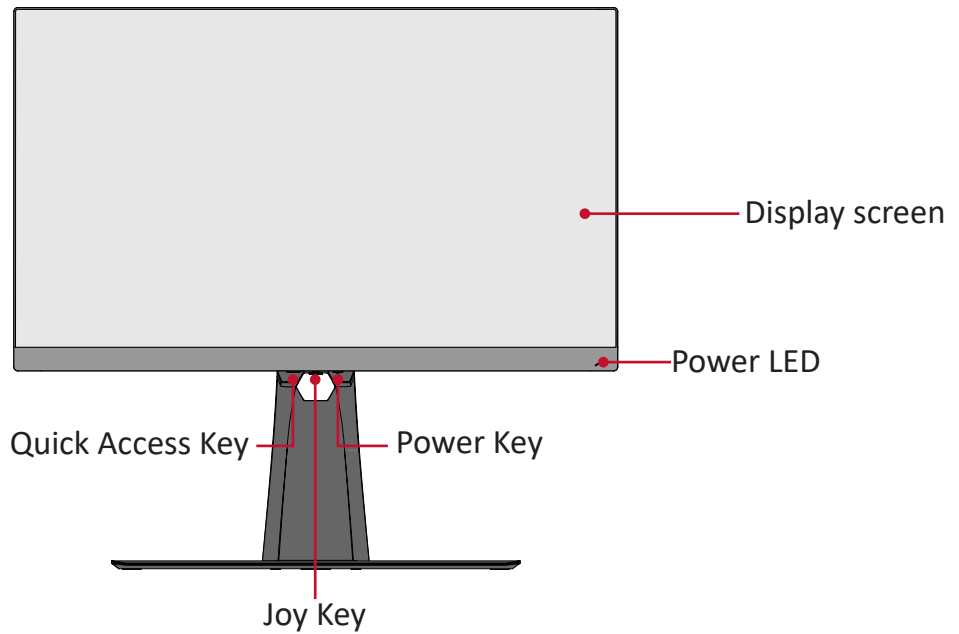 Display screen
Power LED
Quick Access Key
Power Key
Joy Key